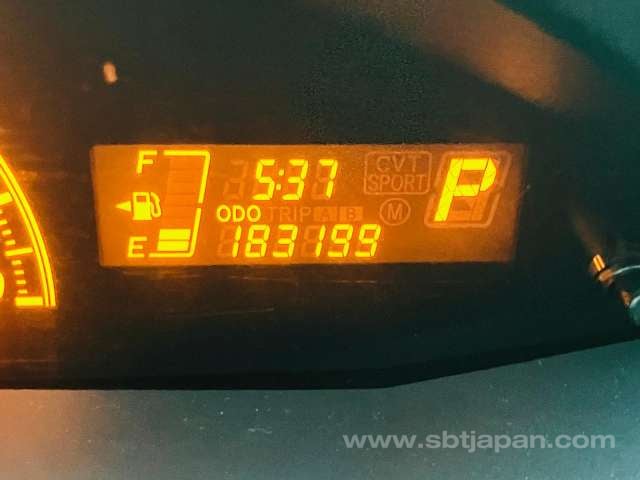 F 5:37 CVT SPORT P
ODO TRIP A B M
E 183199
www.sbtjapan.com